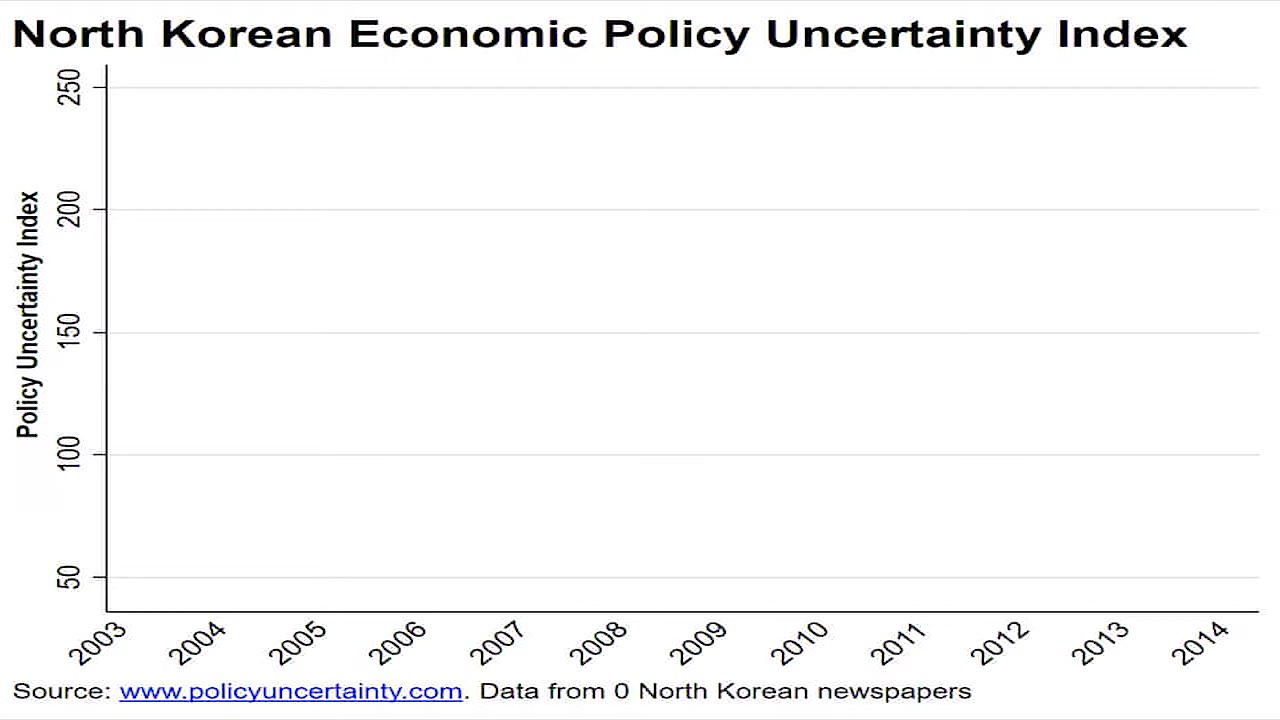 North Korean Economic Policy Uncertainty Index
Policy Uncertainty Index
250
200
150
100
50
2003 2004 2005 2006 2007 2008 2009 2010 2011 2012 2013 2014
Source: www.policyuncertainty.com. Data from 0 North Korean newspapers